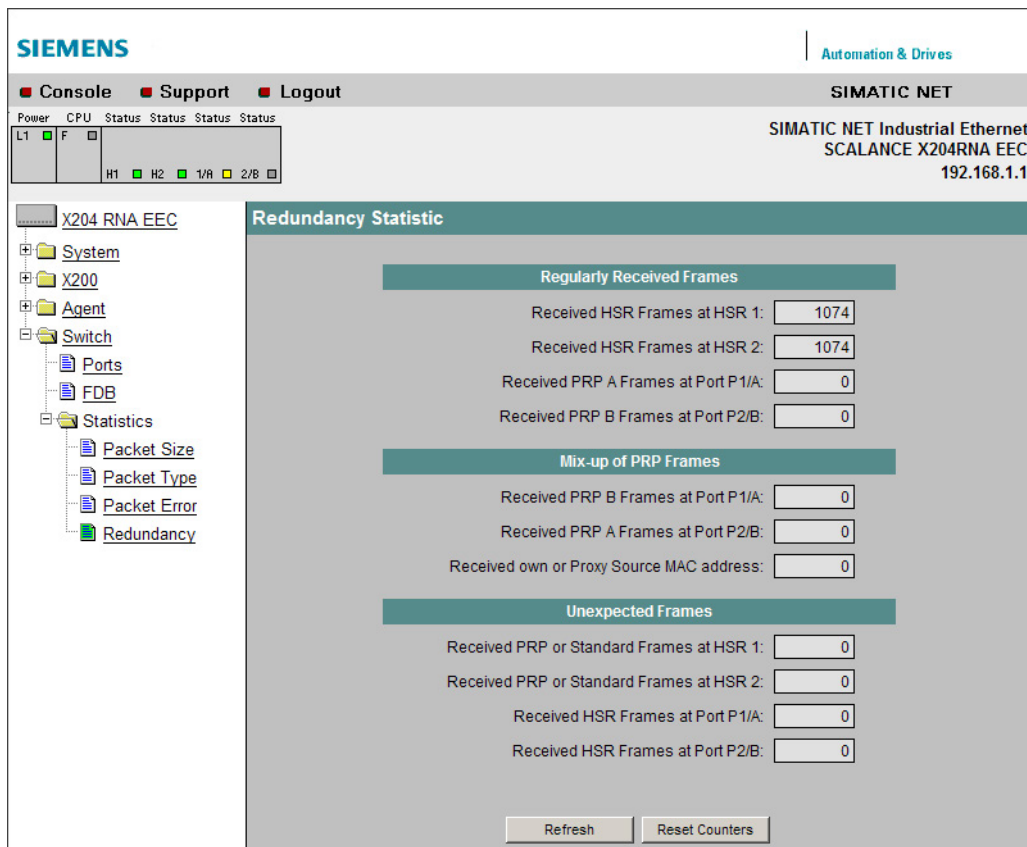 SIEMENS
Automation & Drives
Console Support Logout SIMATIC NET
Power CPU Status Status Status Status
L1 F
H1 H2 1/A 2/B
SIMATIC NET Industrial Ethernet
SCALANCE X204RNA EEC
192.168.1.1
X204 RNA EEC
System
X200
Agent
Switch
Ports
FDB
Statistics
Packet Size
Packet Type
Packet Error
Redundancy
Redundancy Statistic
Regularly Received Frames
Received HSR Frames at HSR 1: 1074
Received HSR Frames at HSR 2: 1074
Received PRP A Frames at Port P1/A: 0
Received PRP B Frames at Port P2/B: 0
Mix-up of PRP Frames
Received PRP B Frames at Port P1/A: 0
Received PRP A Frames at Port P2/B: 0
Received own or Proxy Source MAC address: 0
Unexpected Frames
Received PRP or Standard Frames at HSR 1: 0
Received PRP or Standard Frames at HSR 2: 0
Received HSR Frames at Port P1/A: 0
Received HSR Frames at Port P2/B: 0
Refresh Reset Counters